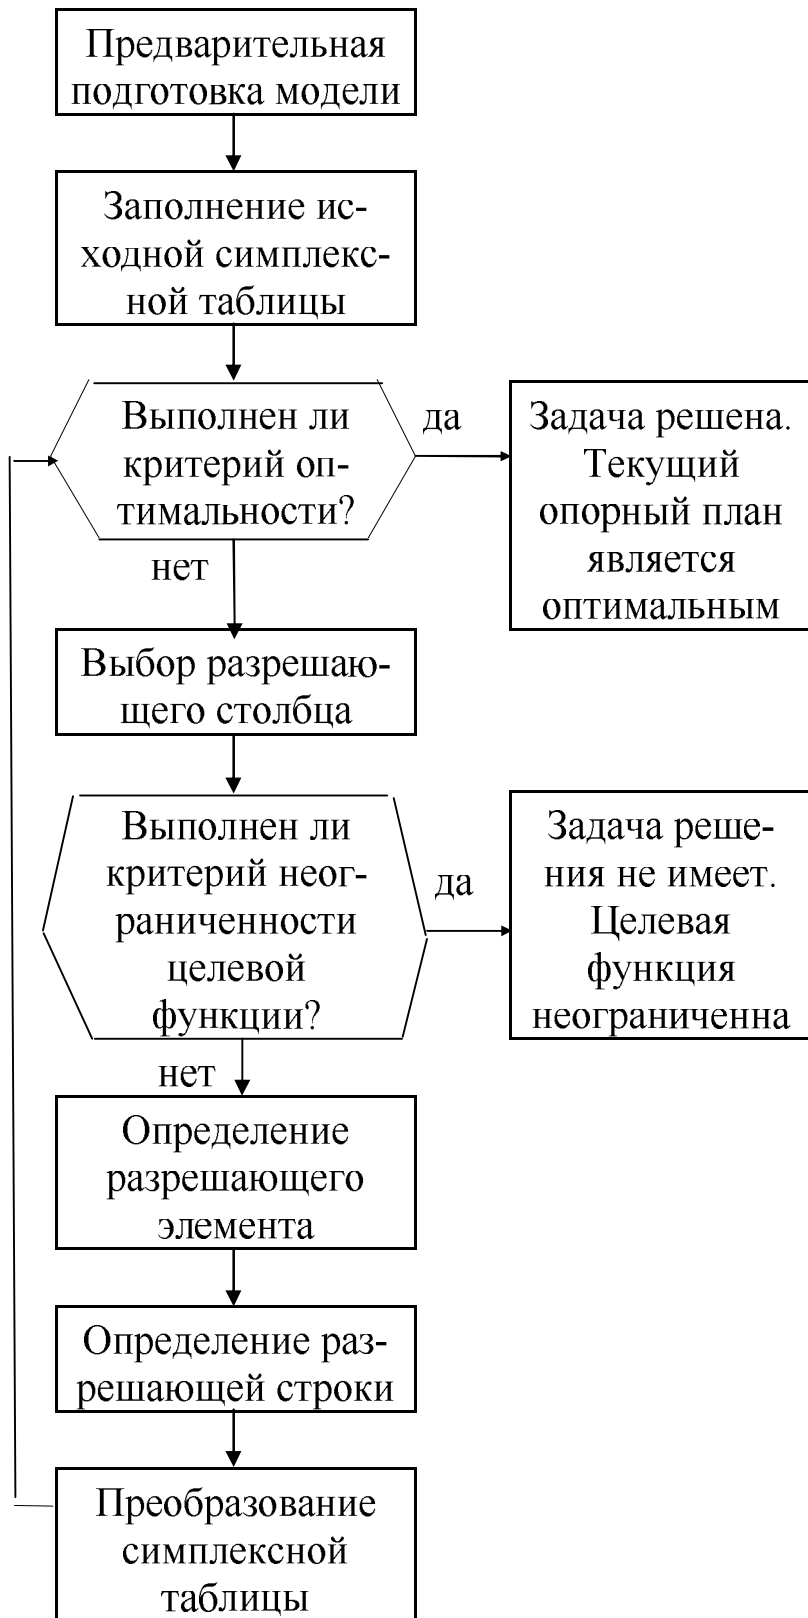 Предварительная
подготовка модели
Заполнение ис-
ходной симплекс-
ной таблицы
Выполнен ли
критерий оп-
тимальности?
да
Задача решена.
Текущий
опорный план
является
оптимальным
нет
Выбор разрешаю-
щего столбца
Выполнен ли
критерий неог-
раниченности
целевой
функции?
да
Задача реше-
ния не имеет.
Целевая
функция
неограниченна
нет
Определение
разрешающего
элемента
Определение раз-
решающей строки
Преобразование
симплексной
таблицы